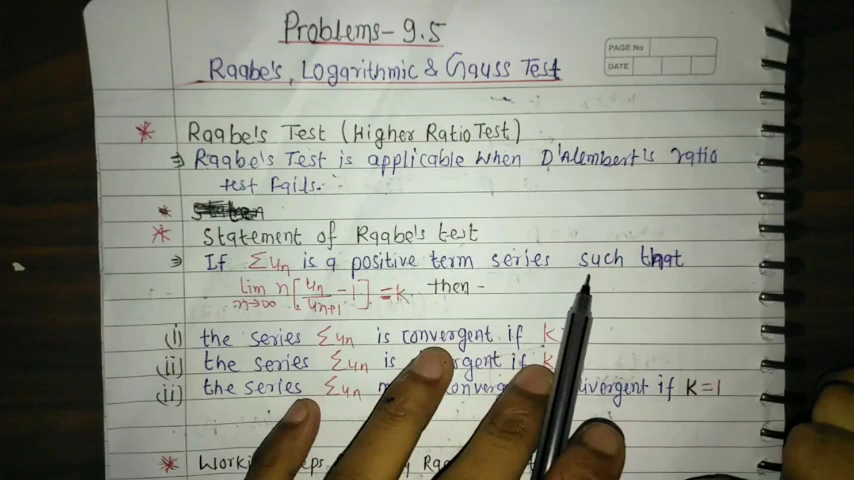 Problems-9.5
PAGE No
DATE
Raabe's, Logarithmic & Gauss Test
* Raabe's Test (Higher Ratio Test)
⇒ Raabe's Test is applicable when D'Alembert's ratio
test fails.
*
* Statement of Raabe's test
⇒ If Σun is a positive term series such that
lim n→∞ n[un/un+1 -1] = k then -
(i) the series Σun is convergent if k
(ii) the series Σun is if k
(ii) the series Σun if k=1
*